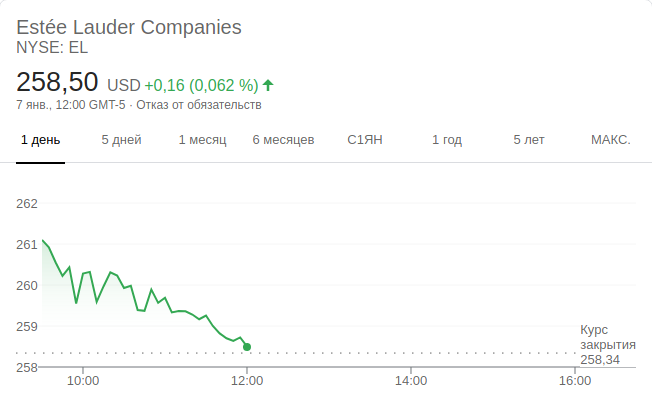 Estée Lauder Companies
NYSE: EL
258,50 USD +0,16 (0,062 %)
7 янв., 12:00 GMT-5 · Отказ от обязательств
1 день 5 дней 1 месяц 6 месяцев С1ЯН 1 год 5 лет МАКС.
262
261
260
259
258
Курс
закрытия
258,34
10:00 12:00 14:00 16:00